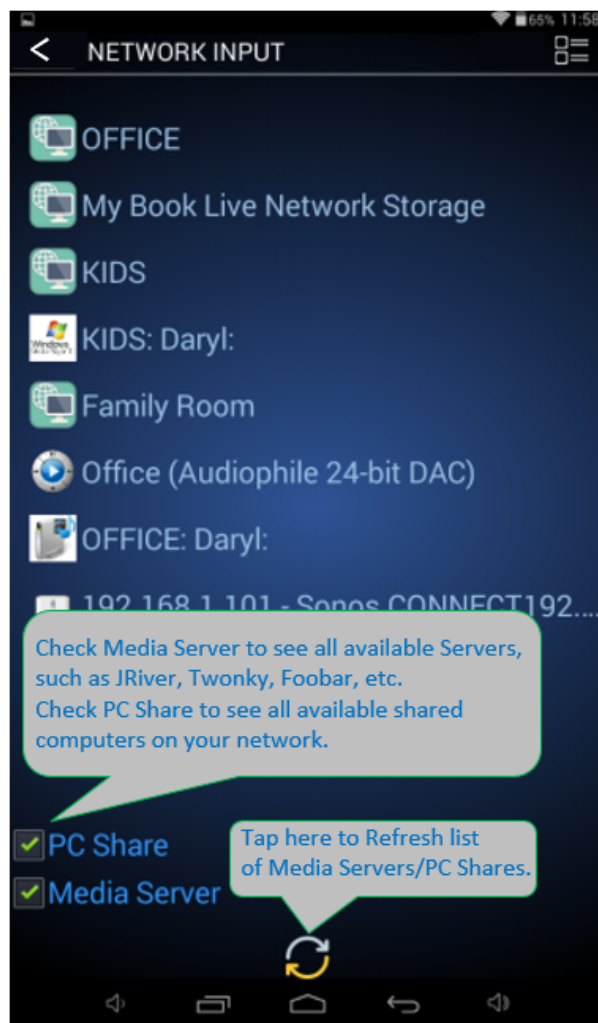 65% 11:58
NETWORK INPUT
OFFICE
My Book Live Network Storage
KIDS
KIDS: Daryl:
Family Room
Office (Audiophile 24-bit DAC)
OFFICE: Daryl:
192.168.1.101 - Sonos CONNECT192....
Check Media Server to see all available Servers,
such as JRiver, Twonky, Foobar, etc.
Check PC Share to see all available shared
computers on your network.
PC Share
Tap here to Refresh list
of Media Servers/PC Shares.
Media Server